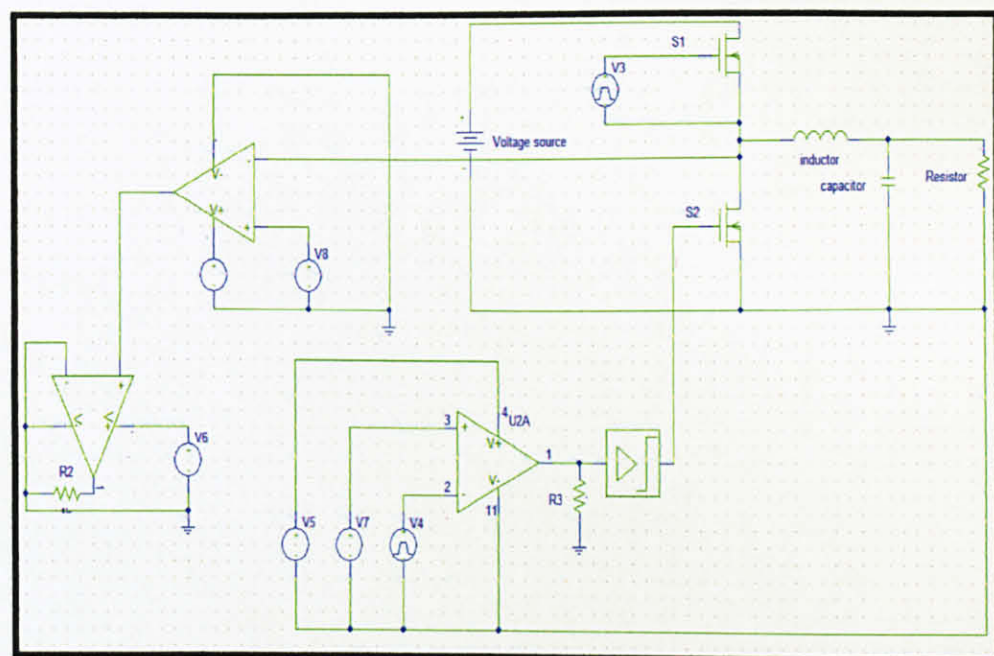 S1
V3
Voltage source
inductor
capacitor
Resistor
V-
-
V+
+
S2
V8
4
U2A
3
+
V+
1
2
-
V-
11
R3
V6
R2
V5
V7
V4